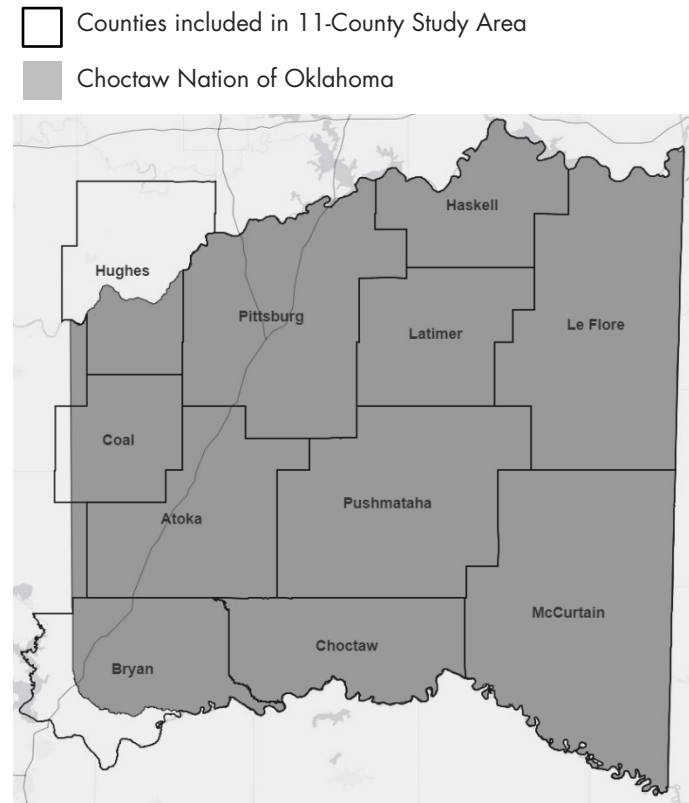 Counties included in 11-County Study Area
Choctaw Nation of Oklahoma
Haskell
Hughes
Pittsburg
Le Flore
Latimer
Coal
Pushmataha
Atoka
McCurtain
Choctaw
Bryan